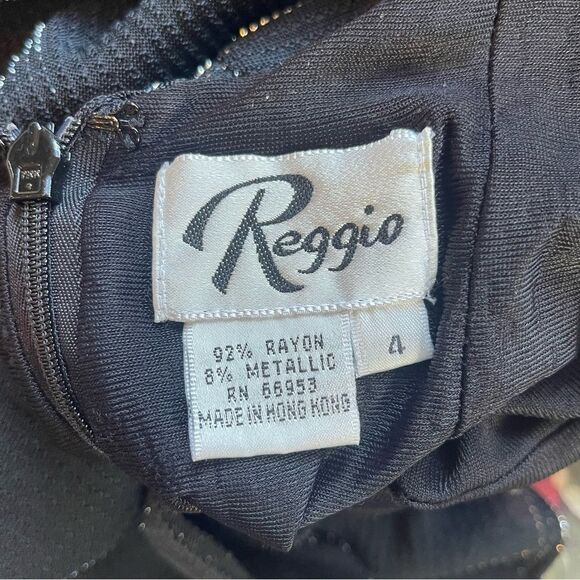 Reggio
4
92% RAYON
8% METALLIC
RN 66953
MADE IN HONG KONG